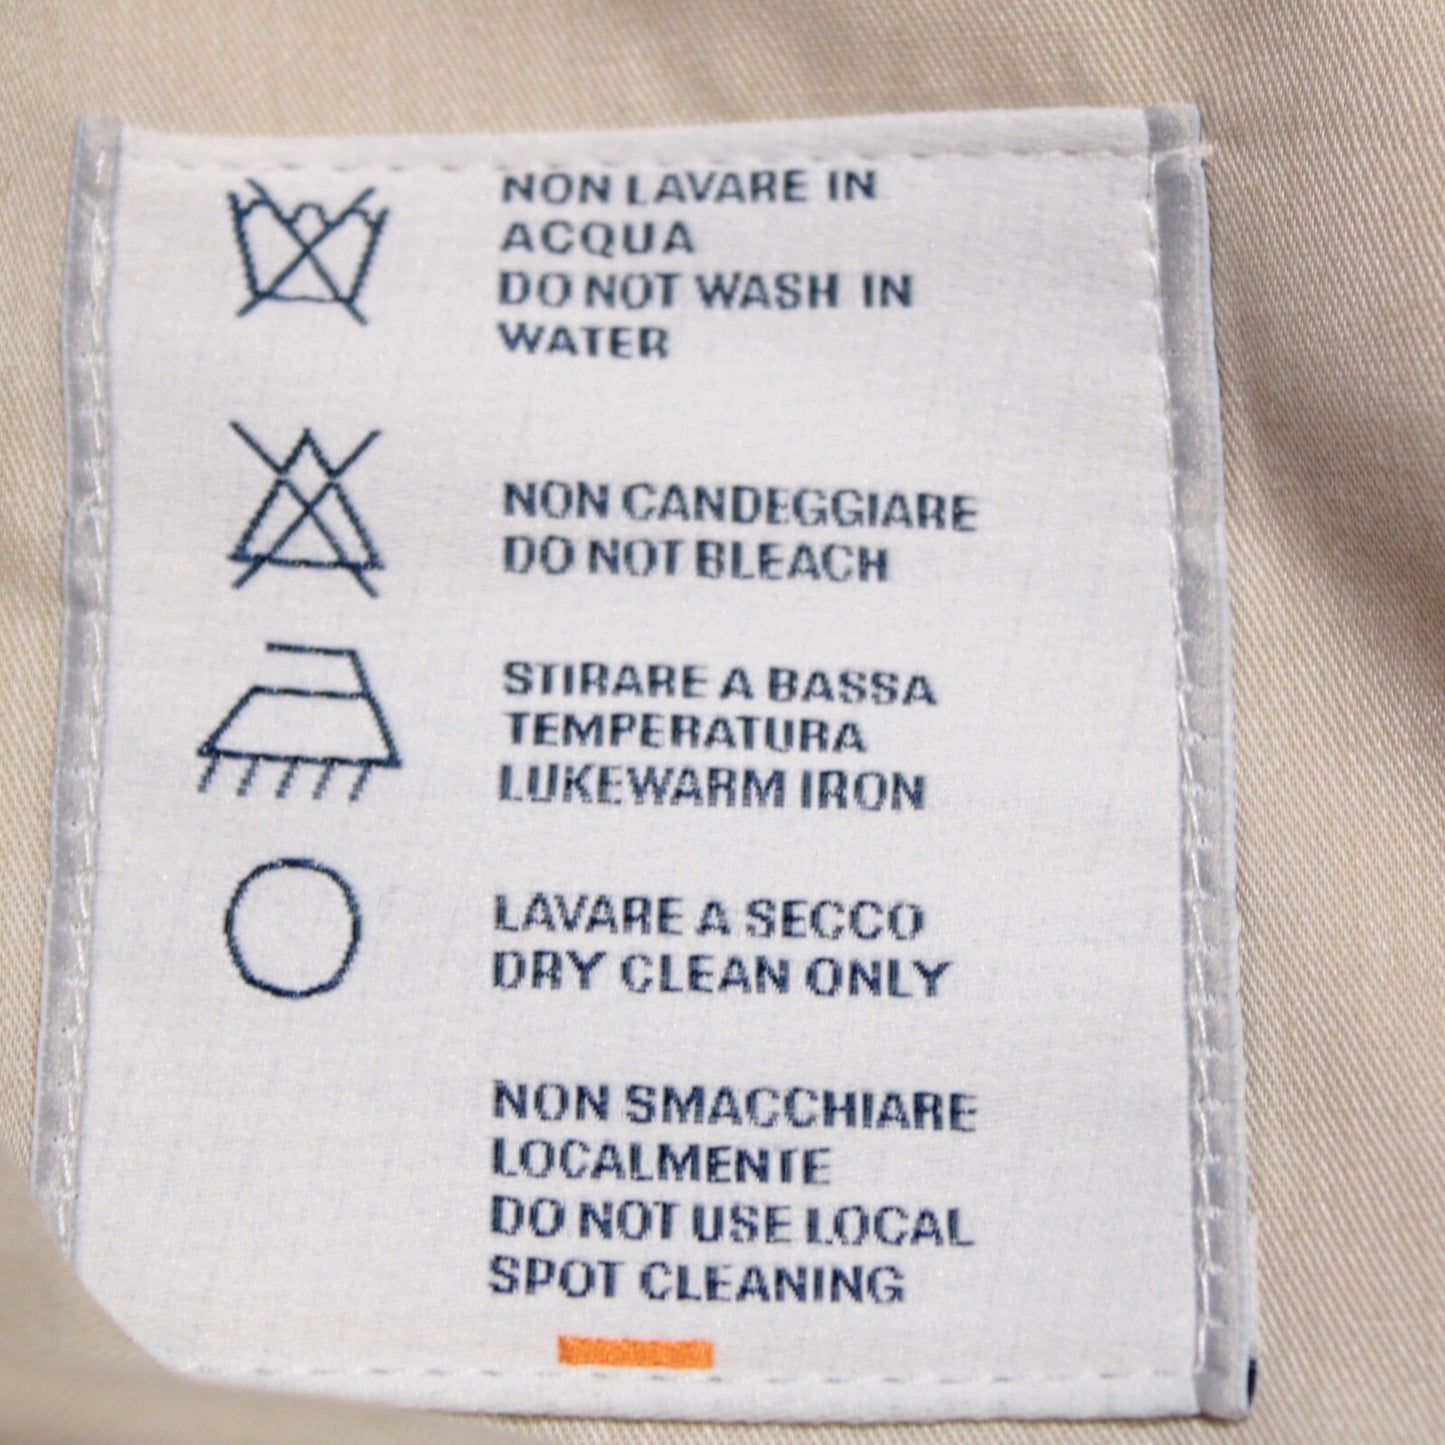 NON LAVARE IN
ACQUA
DO NOT WASH IN
WATER
NON CANDEGGIARE
DO NOT BLEACH
STIRARE A BASSA
TEMPERATURA
LUKEWARM IRON
LAVARE A SECCO
DRY CLEAN ONLY
NON SMACCHIARE
LOCALMENTE
DO NOT USE LOCAL
SPOT CLEANING